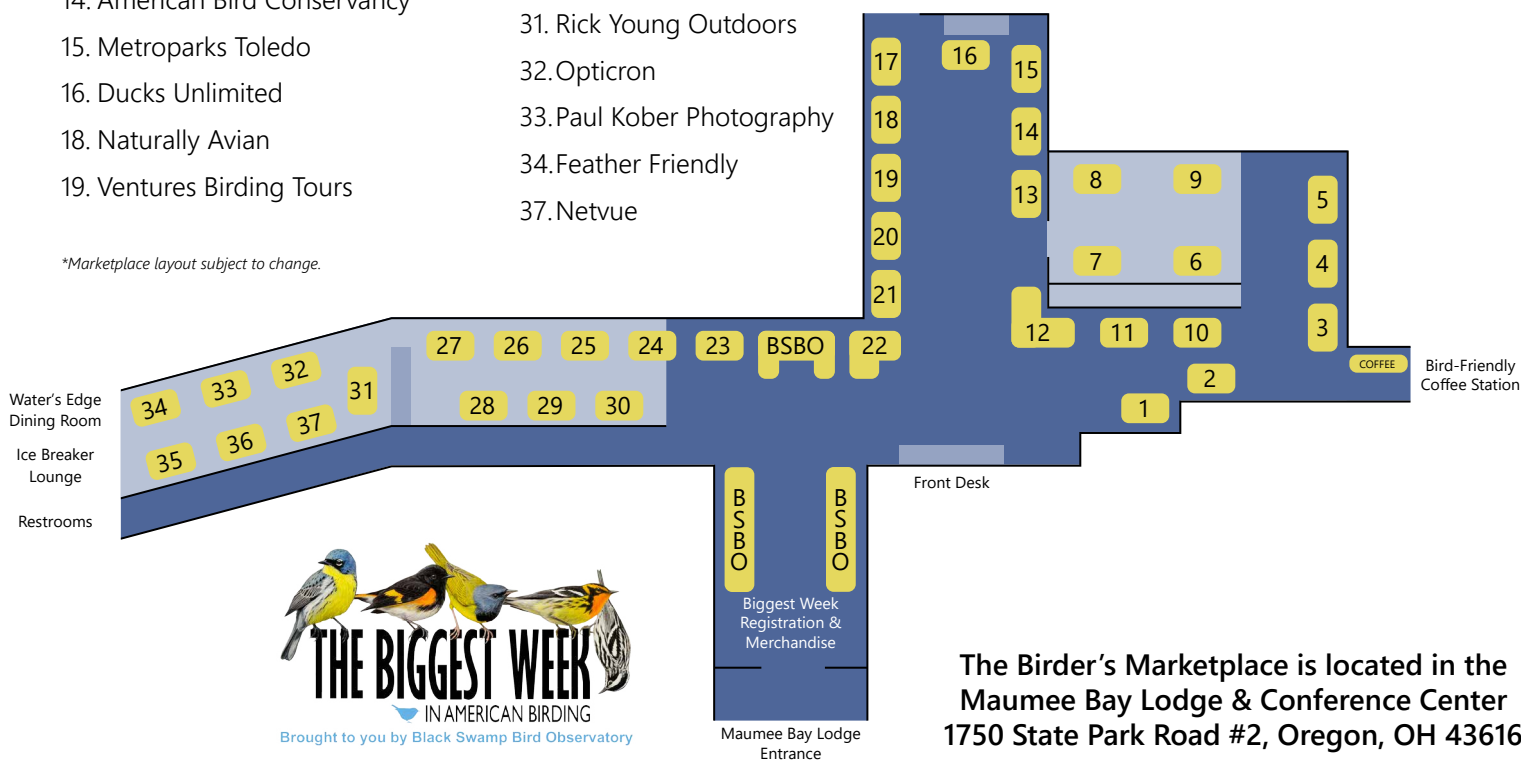 14. American Bird Conservancy
15. Metroparks Toledo
16. Ducks Unlimited
18. Naturally Avian
19. Ventures Birding Tours
31. Rick Young Outdoors
32. Opticron
33. Paul Kober Photography
34. Feather Friendly
37. Netvue
*Marketplace layout subject to change.
17
16
15
18
14
19
13
20
21
8
9
7
6
5
4
3
12
11
10
2
1
COFFEE
Bird-Friendly
Coffee Station
27
26
25
24
23
BSBO
22
28
29
30
31
32
33
34
35
36
37
Water's Edge
Dining Room
Ice Breaker
Lounge
Restrooms
Front Desk
BSBO
BSBO
Biggest Week
Registration &
Merchandise
Maumee Bay Lodge
Entrance
THE BIGGEST WEEK
IN AMERICAN BIRDING
Brought to you by Black Swamp Bird Observatory
The Birder's Marketplace is located in the
Maumee Bay Lodge & Conference Center
1750 State Park Road #2, Oregon, OH 43616